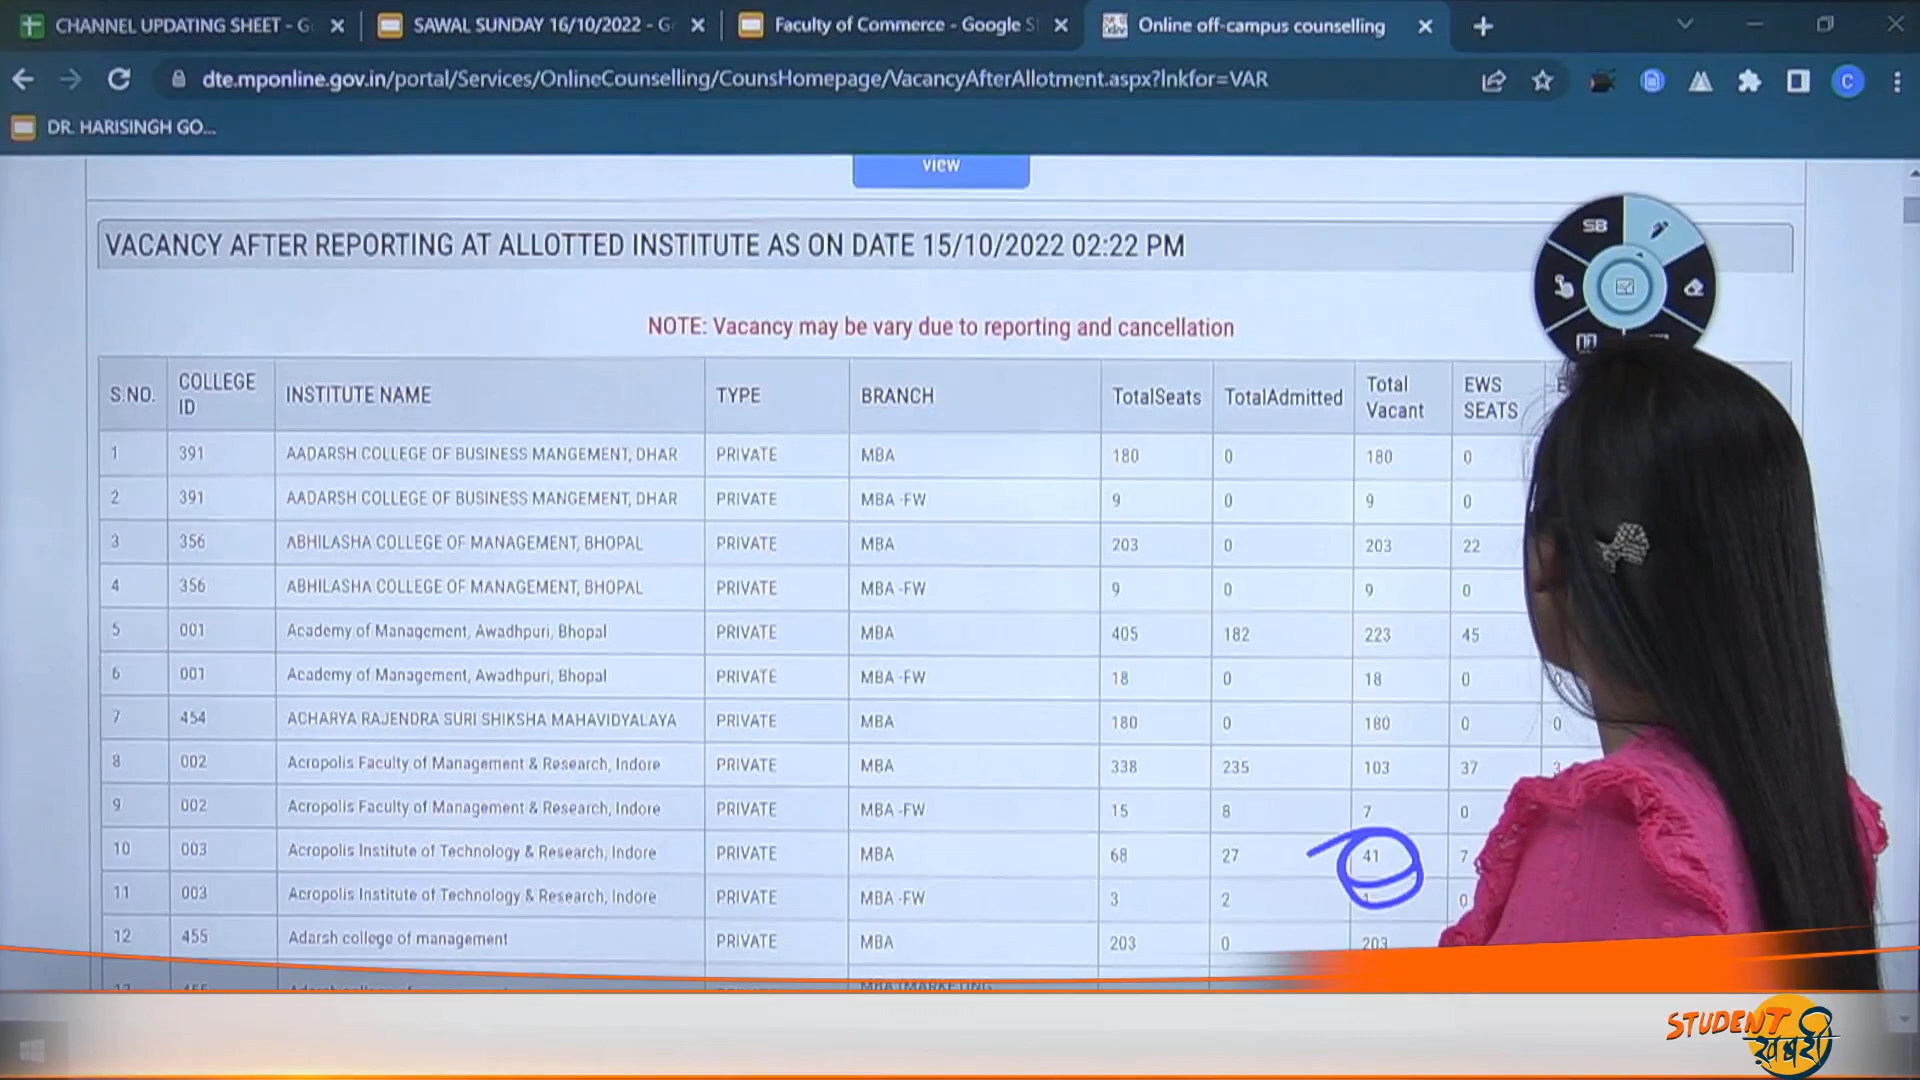 CHANNEL UPDATING SHEET - G
SAWAL SUNDAY 16/10/2022 - G
Faculty of Commerce - Google S
Online off-campus counselling
dte.mponline.gov.in/portal/Services/OnlineCounselling/CounsHomepage/VacancyAfterAllotment.aspx?lnkfor=VAR
C
DR. HARISINGH GO...
view
VACANCY AFTER REPORTING AT ALLOTTED INSTITUTE AS ON DATE 15/10/2022 02:22 PM
SB
NOTE: Vacancy may be vary due to reporting and cancellation
S.NO. COLLEGE ID INSTITUTE NAME TYPE BRANCH TotalSeats TotalAdmitted Total Vacant EWS SEATS
1 391 AADARSH COLLEGE OF BUSINESS MANGEMENT, DHAR PRIVATE MBA 180 0 180 0
2 391 AADARSH COLLEGE OF BUSINESS MANGEMENT, DHAR PRIVATE MBA -FW 9 0 9 0
3 356 ABHILASHA COLLEGE OF MANAGEMENT, BHOPAL PRIVATE MBA 203 0 203 22
4 356 ABHILASHA COLLEGE OF MANAGEMENT, BHOPAL PRIVATE MBA -FW 9 0 9 0
5 001 Academy of Management, Awadhpuri, Bhopal PRIVATE MBA 405 182 223 45
6 001 Academy of Management, Awadhpuri, Bhopal PRIVATE MBA -FW 18 0 18 0 0
7 454 ACHARYA RAJENDRA SURI SHIKSHA MAHAVIDYALAYA PRIVATE MBA 180 0 180 0 0
8 002 Acropolis Faculty of Management & Research, Indore PRIVATE MBA 338 235 103 37 3
9 002 Acropolis Faculty of Management & Research, Indore PRIVATE MBA -FW 15 8 7 0
10 003 Acropolis Institute of Technology & Research, Indore PRIVATE MBA 68 27 41 7
11 003 Acropolis Institute of Technology & Research, Indore PRIVATE MBA -FW 3 2 1 0
12 455 Adarsh college of management PRIVATE MBA 203 0 203
STUDENT
ख़बरी